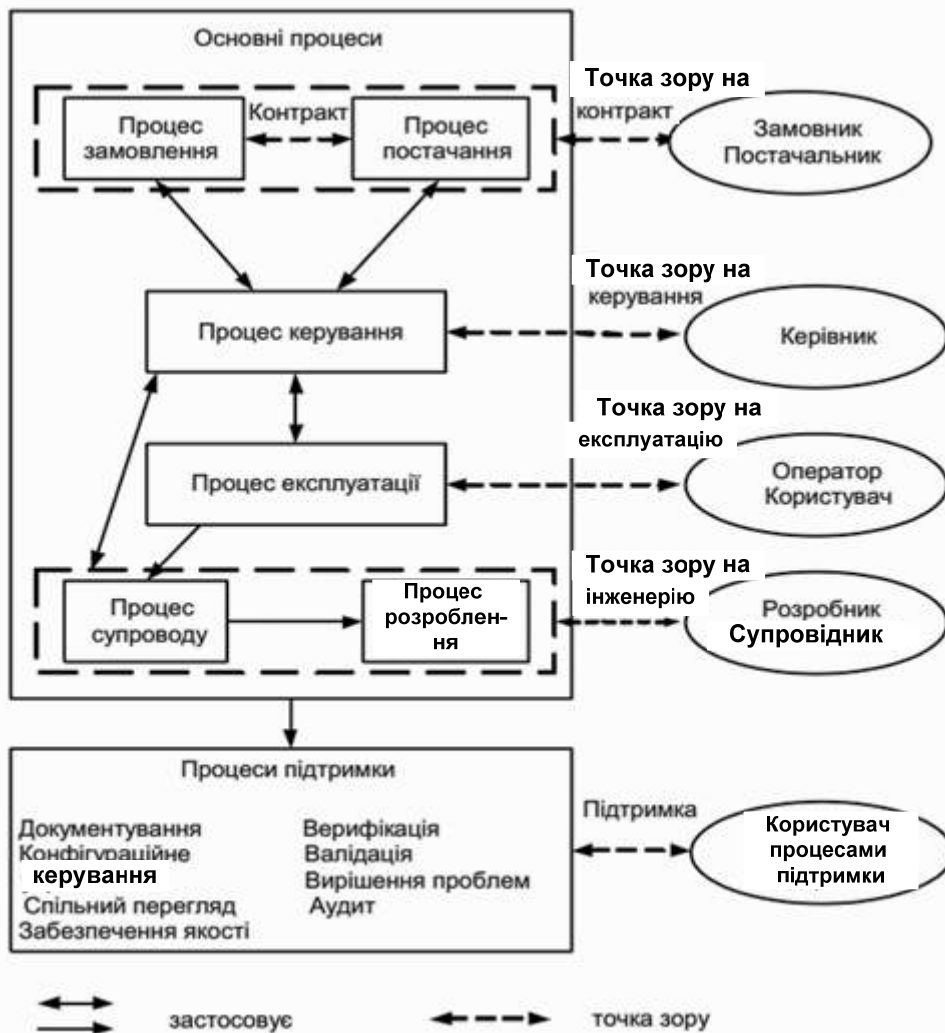 Основні процеси
Точка зору на
контракт
Процес
замовлення
Контракт
Процес
постачання
Замовник
Постачальник
Точка зору на
керування
Процес керування
Керівник
Точка зору на
експлуатацію
Процес експлуатації
Оператор
Користувач
Точка зору на
інженерію
Процес
супроводу
Процес
розроблен-
ня
Розробник
Супровідник
Процеси підтримки
Документування
Конфігураційне
керування
Спільний перегляд
Забезпечення якості
Верифікація
Валідація
Вирішення проблем
Аудит
Підтримка
Користувач
процесами
підтримки
застосовує
точка зору